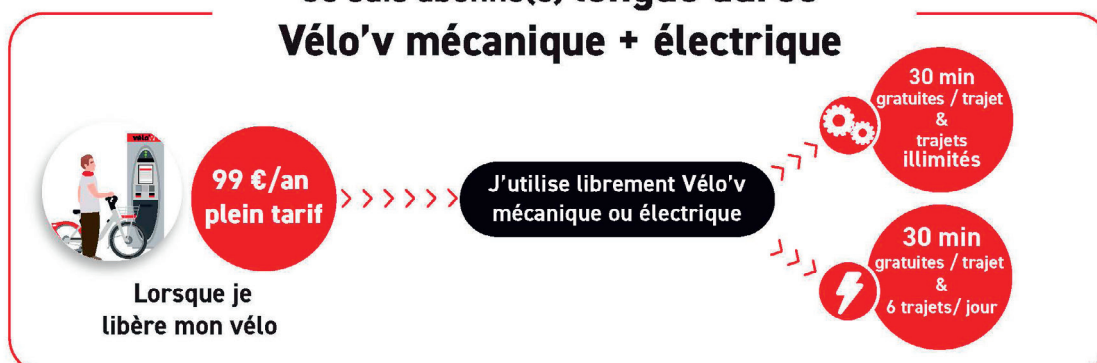 Vélo'v mécanique + électrique
vélo'v
99 €/an
plein tarif
Lorsque je
libère mon vélo
J'utilise librement Vélo'v
mécanique ou électrique
30 min
gratuites / trajet
&
trajets
illimités
30 min
gratuites / trajet
&
6 trajets/ jour